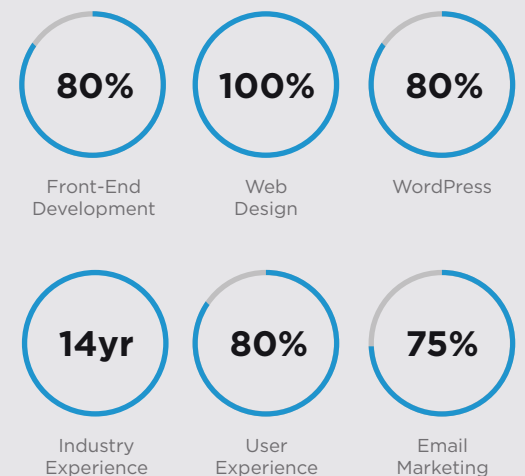 80%
Front-End
Development
100%
Web
Design
80%
WordPress
14yr
Industry
Experience
80%
User
Experience
75%
Email
Marketing